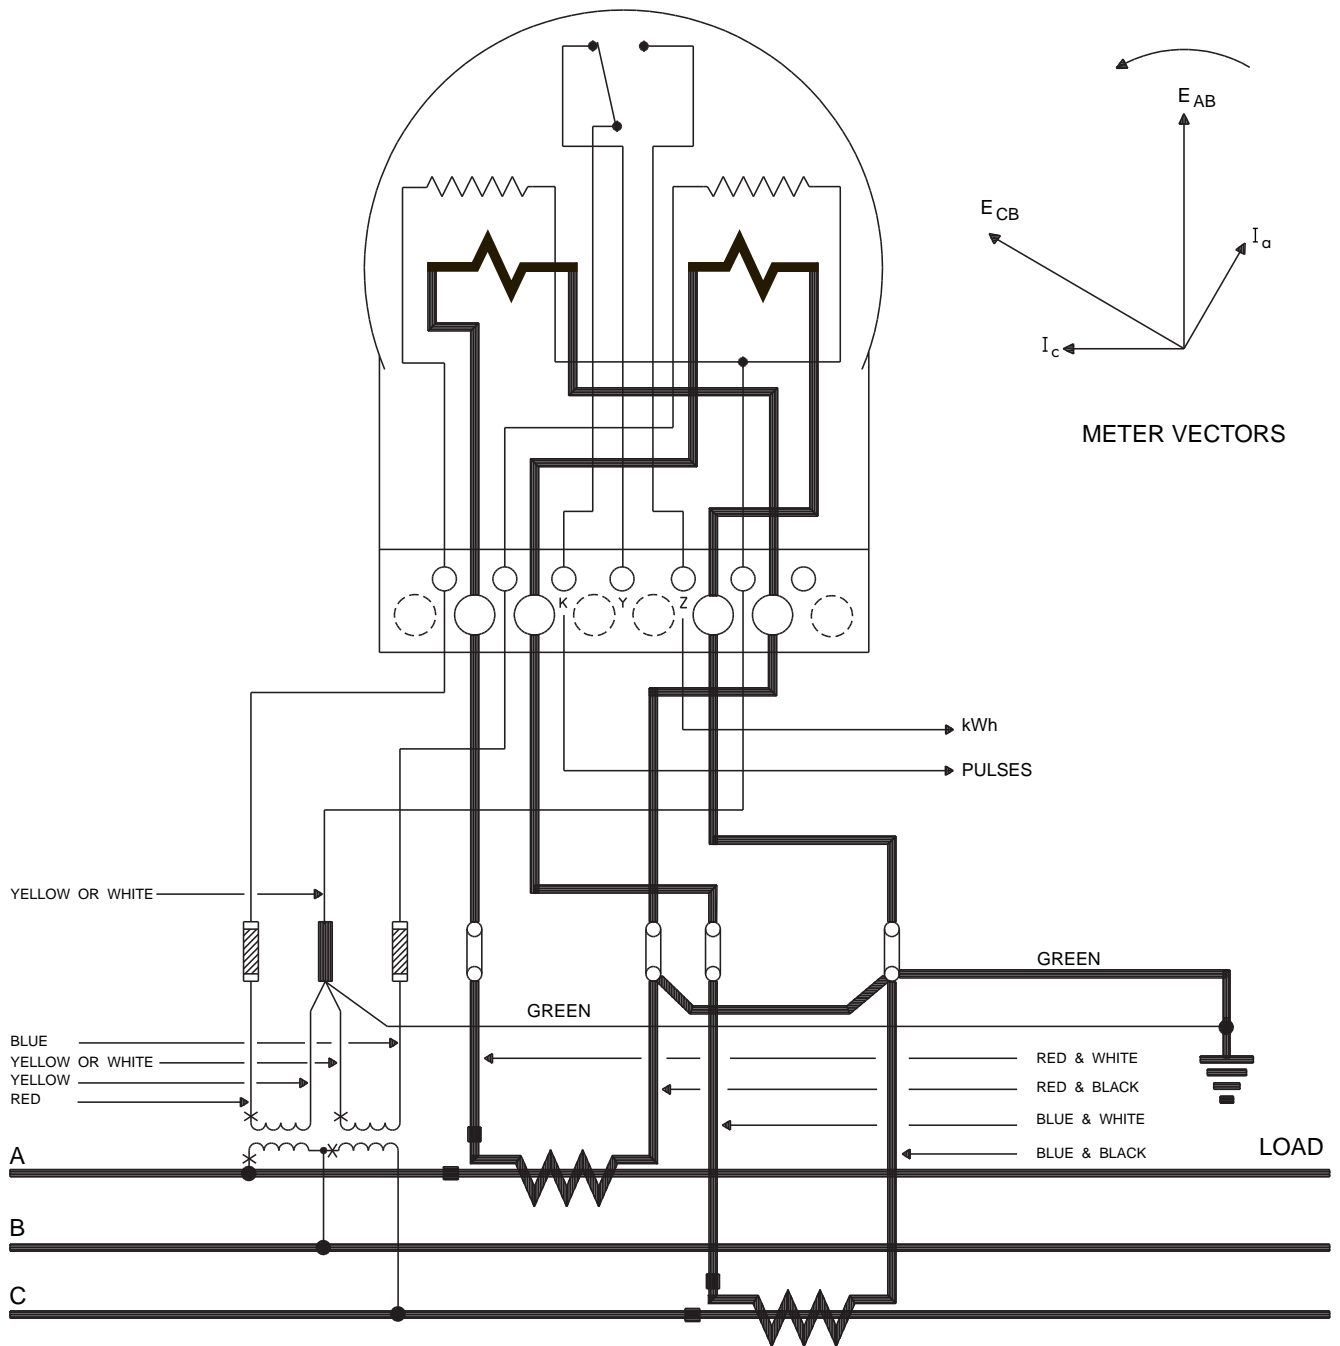 E AB
E CB
I a
I c
METER VECTORS
K Y Z
kWh
PULSES
YELLOW OR WHITE
GREEN
GREEN
BLUE
YELLOW OR WHITE
YELLOW
RED
RED & WHITE
RED & BLACK
BLUE & WHITE
BLUE & BLACK
A
LOAD
B
C